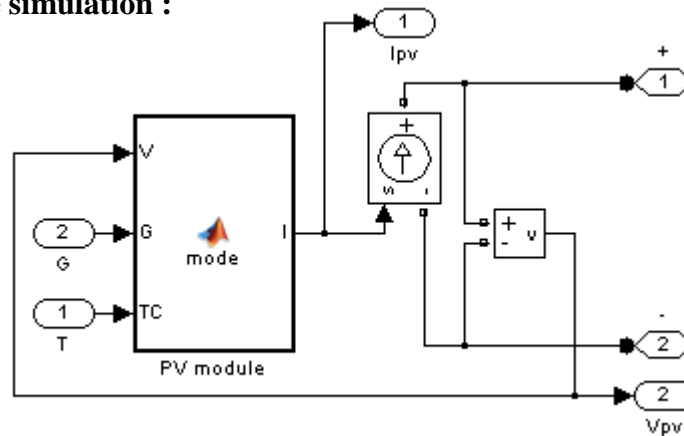 simulation :
1
Ipv
+
1
V
+
s
-
2
G
G
mode
I
+
-
v
1
T
TC
PV module
-
2
2
Vpv